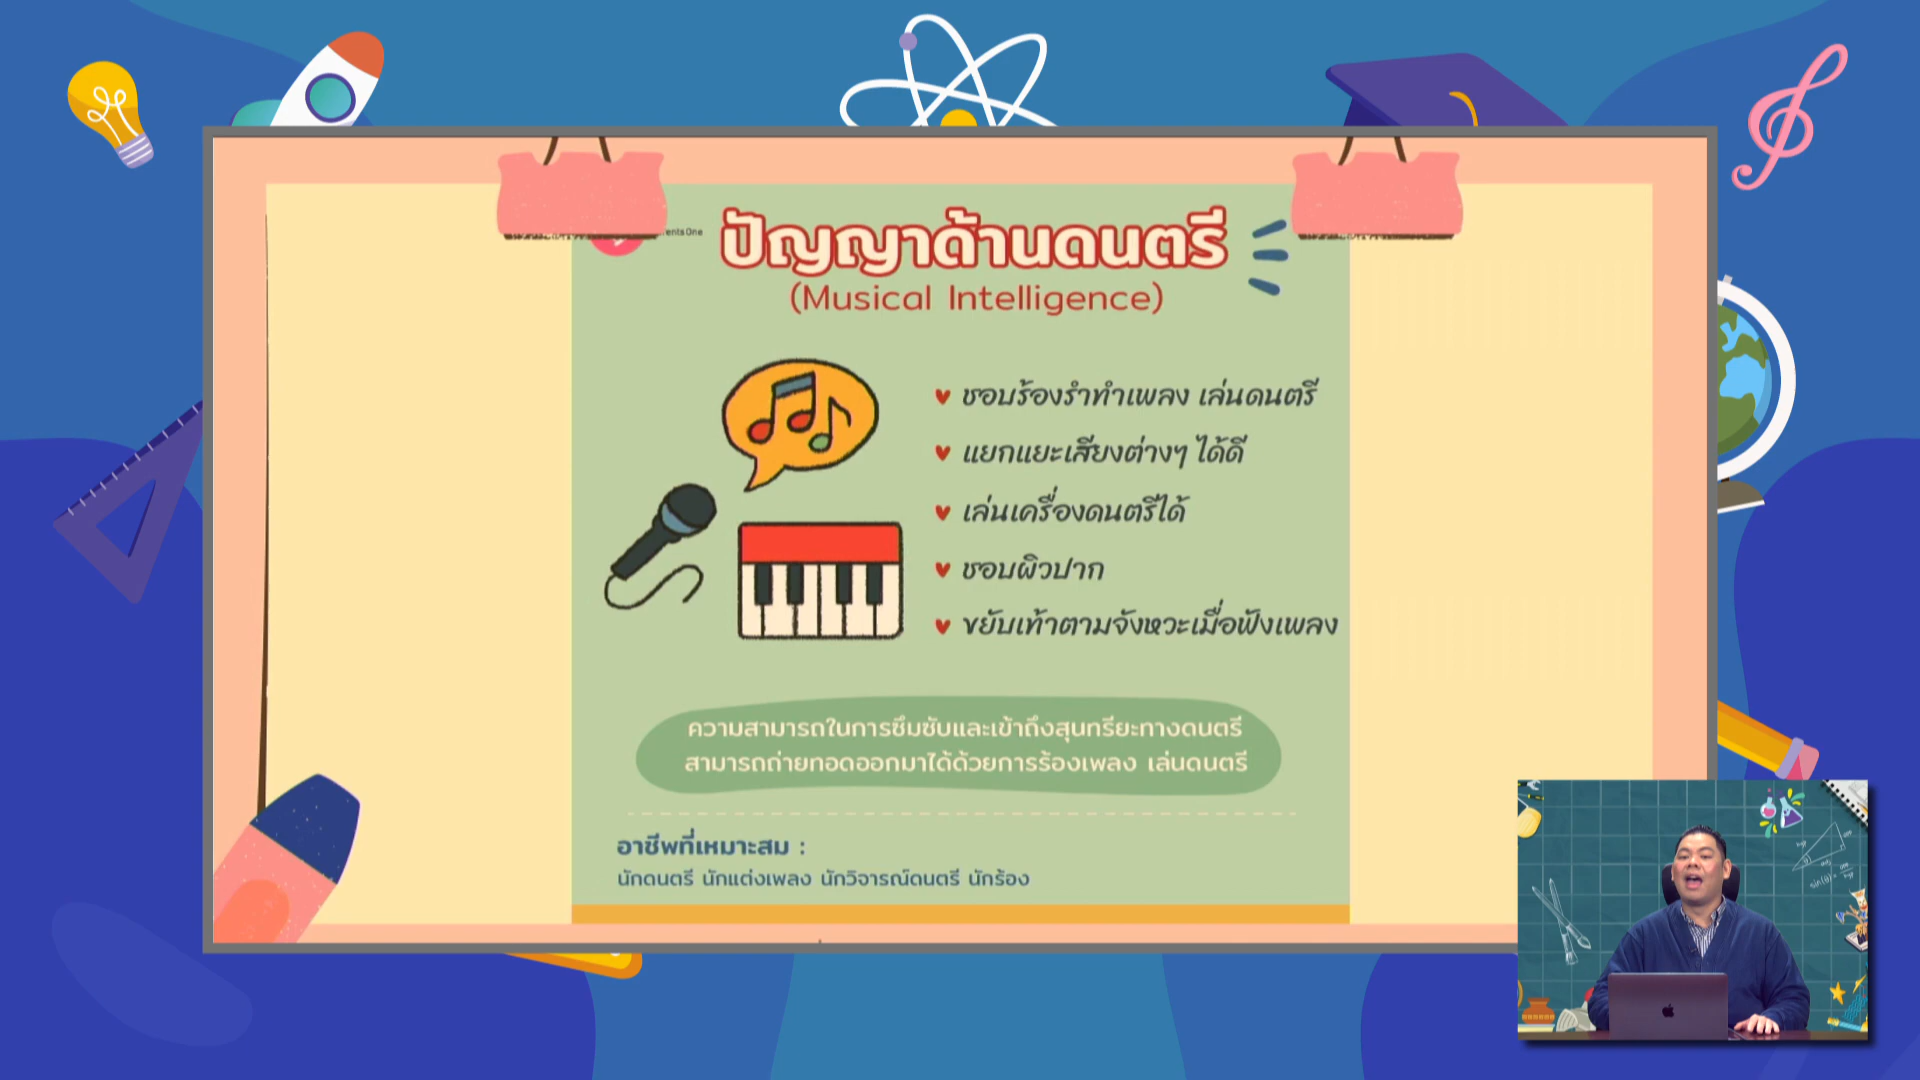 ents One
ปัญญาด้านดนตรี
(Musical Intelligence)
ชอบร้องรำทำเพลง เล่นดนตรี
แยกแยะเสียงต่างๆ ได้ดี
เล่นเครื่องดนตรีได้
ชอบผิวปาก
ขยับเท้าตามจังหวะเมื่อฟังเพลง
ความสามารถในการซึมซับและเข้าถึงสุนทรียะทางดนตรี
สามารถถ่ายทอดออกมาได้ด้วยการร้องเพลง เล่นดนตรี
อาชีพที่เหมาะสม :
นักดนตรี นักแต่งเพลง นักวิจารณ์ดนตรี นักร้อง